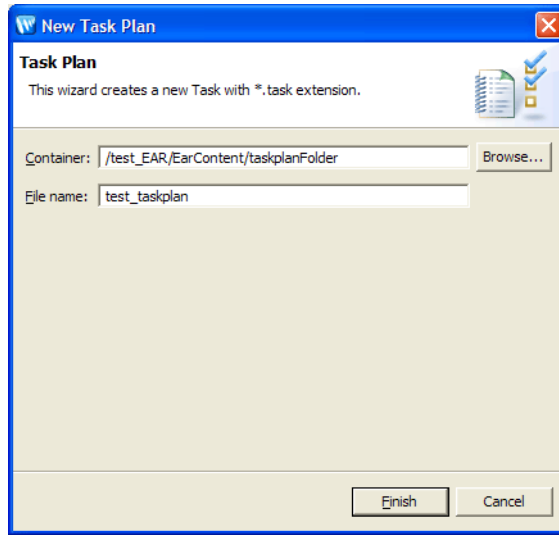 New Task Plan
Task Plan
This wizard creates a new Task with *.task extension.
Container: /test_EAR/EarContent/taskplanFolder Browse...
File name: test_taskplan
Finish Cancel